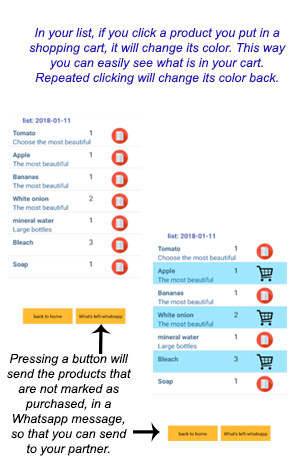 In your list, if you click a product you put in a
shopping cart, it will change its color. This way
you can easily see what is in your cart.
Repeated clicking will change its color back.
list: 2018-01-11
Tomato 1
Choose the most beautiful
Apple 1
The most beautiful
Bananas 1
The most beautiful
White onion 2
The most beautiful
mineral water 1
Large bottles
Bleach 3
Soap 1
back to home What's left-whatsapp
list: 2018-01-11
Tomato 1
Choose the most beautiful
Apple 1
The most beautiful
Bananas 1
The most beautiful
White onion 2
The most beautiful
mineral water 1
Large bottles
Bleach 3
Soap 1
back to home What's left-whatsapp
Pressing a button will
send the products that
are not marked as
purchased, in a
Whatsapp message,
so that you can send
to your partner.